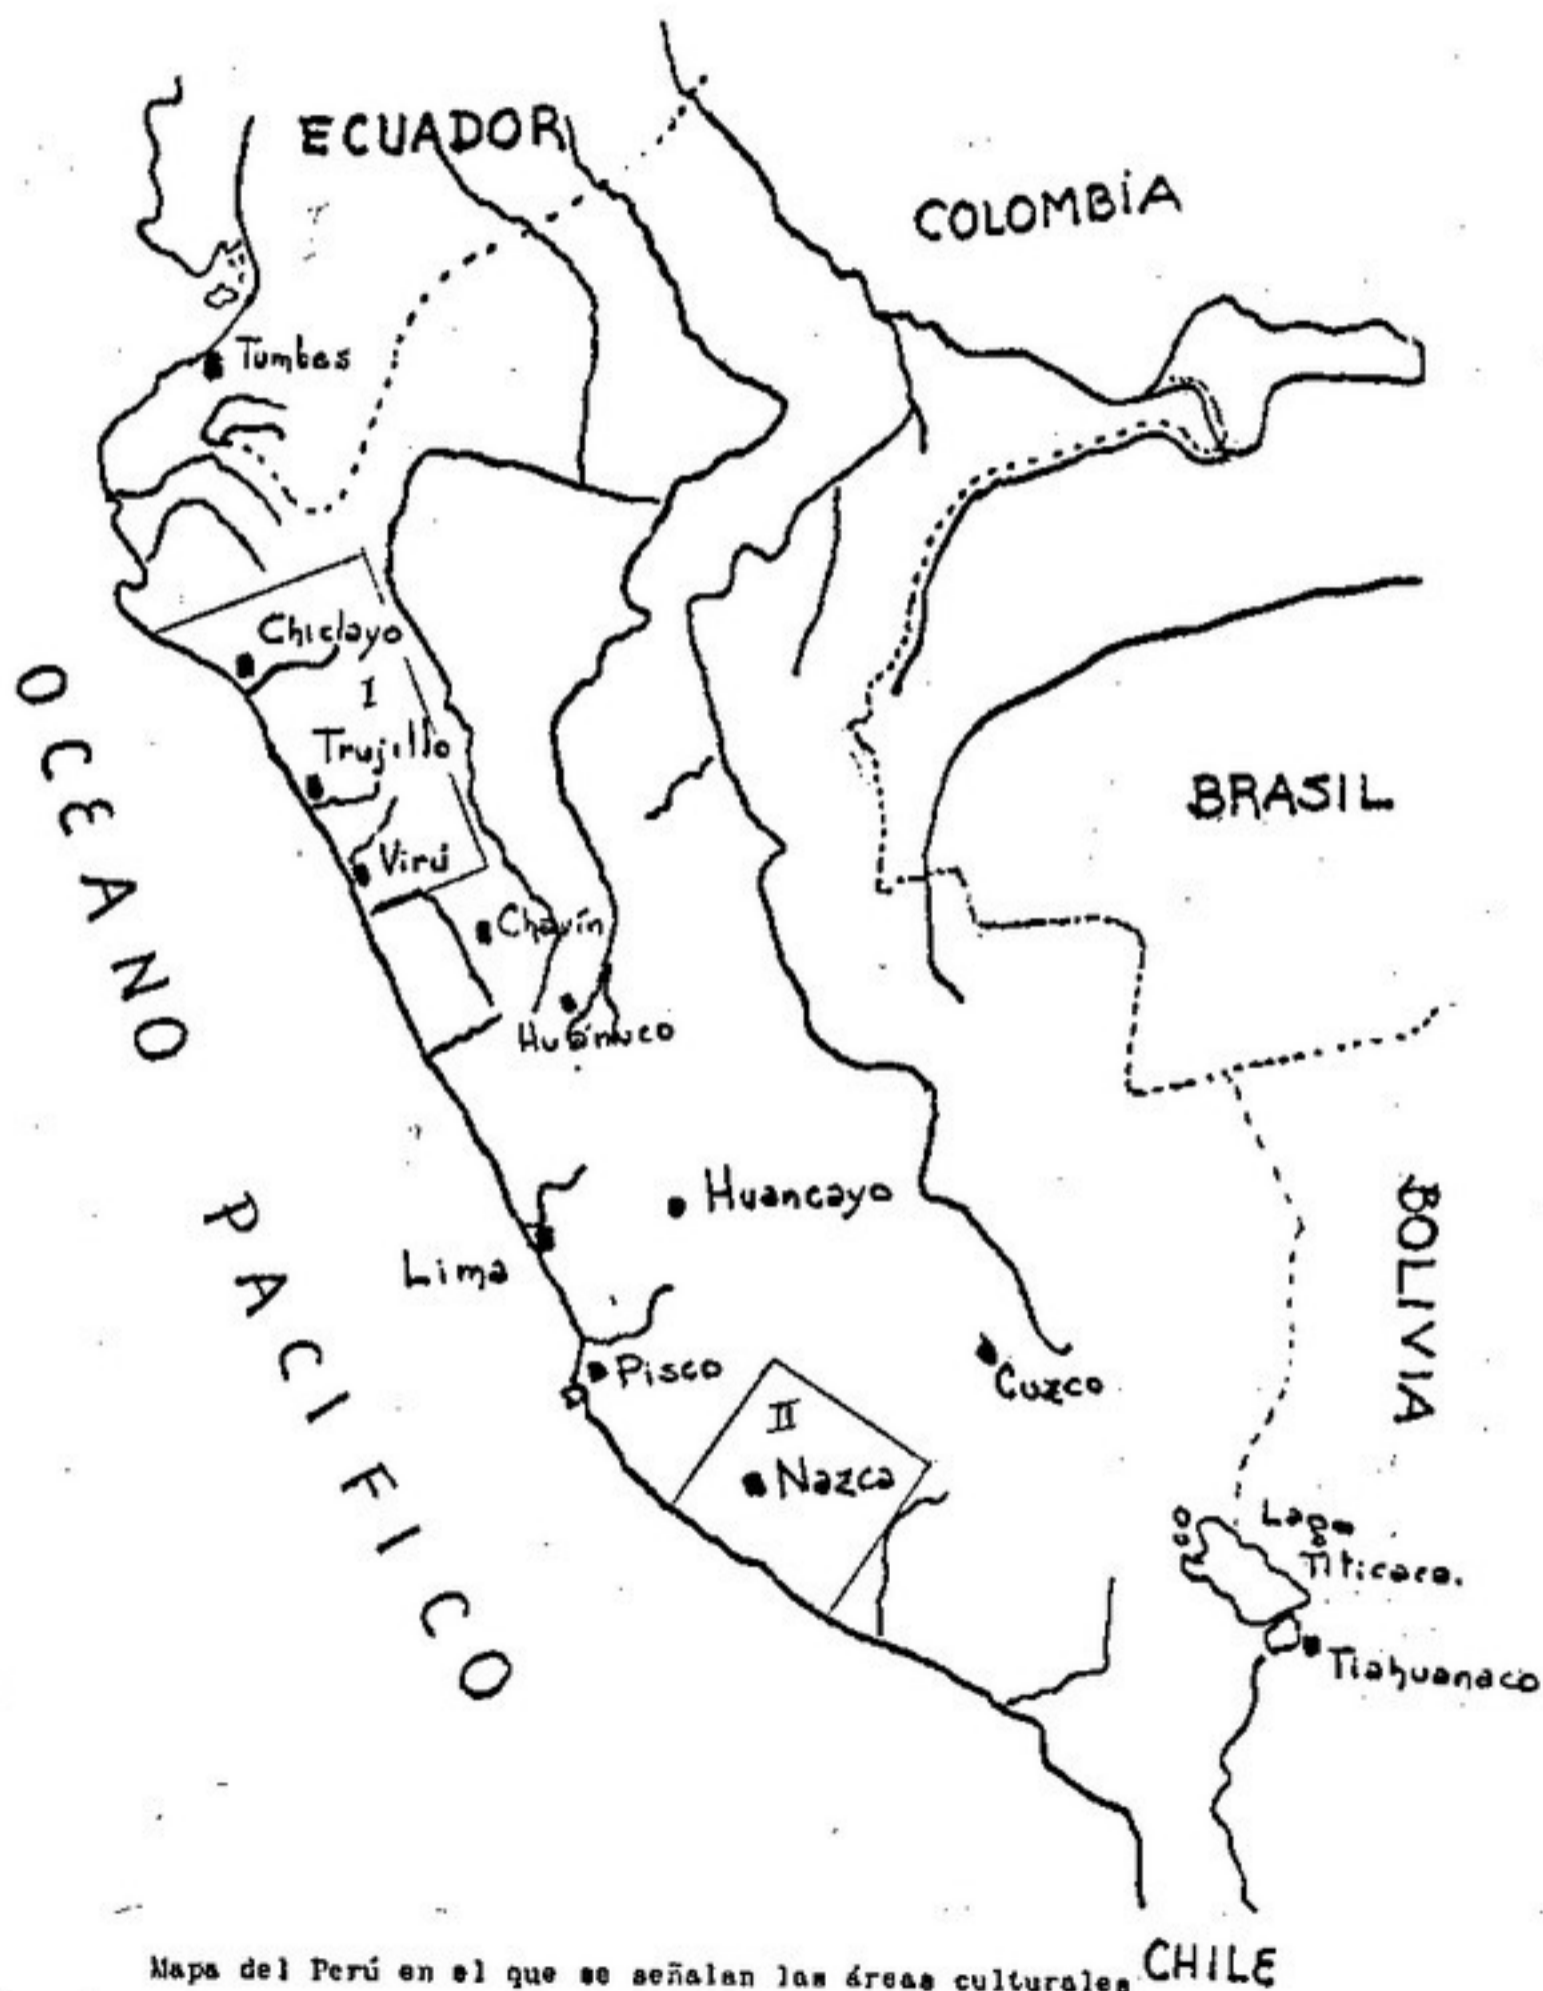 ECUADOR
COLOMBIA
Tumbes
Chiclayo
I
Trujillo
BRASIL
Virú
Chavín
Huánuco
OCEANO PACIFICO
Huancayo
BOLIVIA
Lima
Pisco
Cuzco
II
Nazca
Lago
Titicaca.
Tiahuanaco
CHILE
Mapa del Perú en el que se señalan las áreas culturales